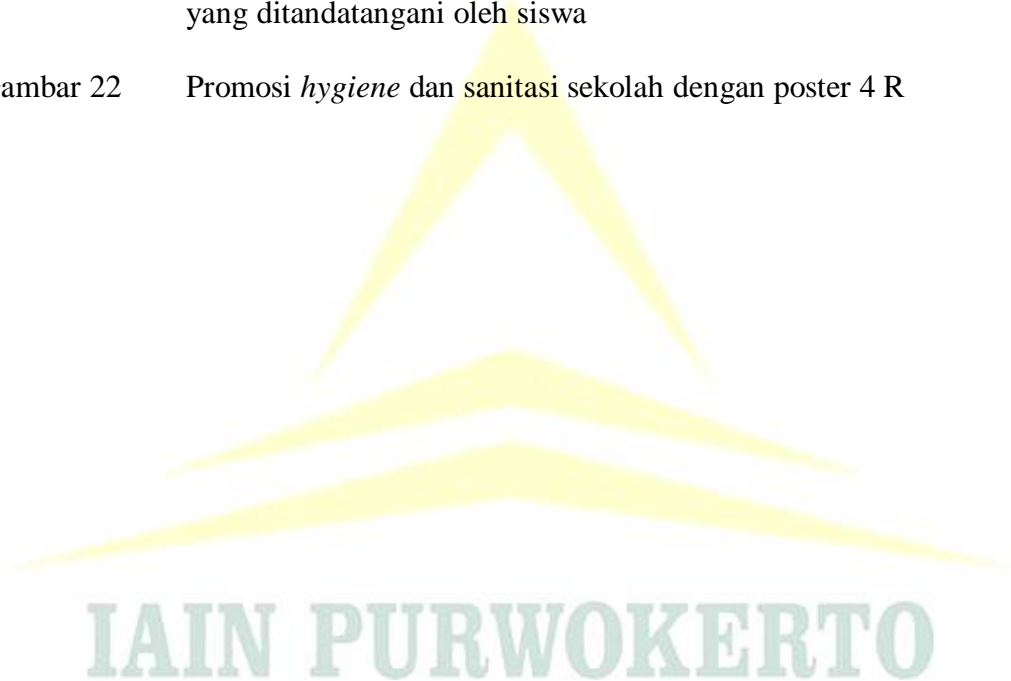 yang ditandatangani oleh siswa
ambar 22 Promosi hygiene dan sanitasi sekolah dengan poster 4 R
IAIN PURWOKERTO